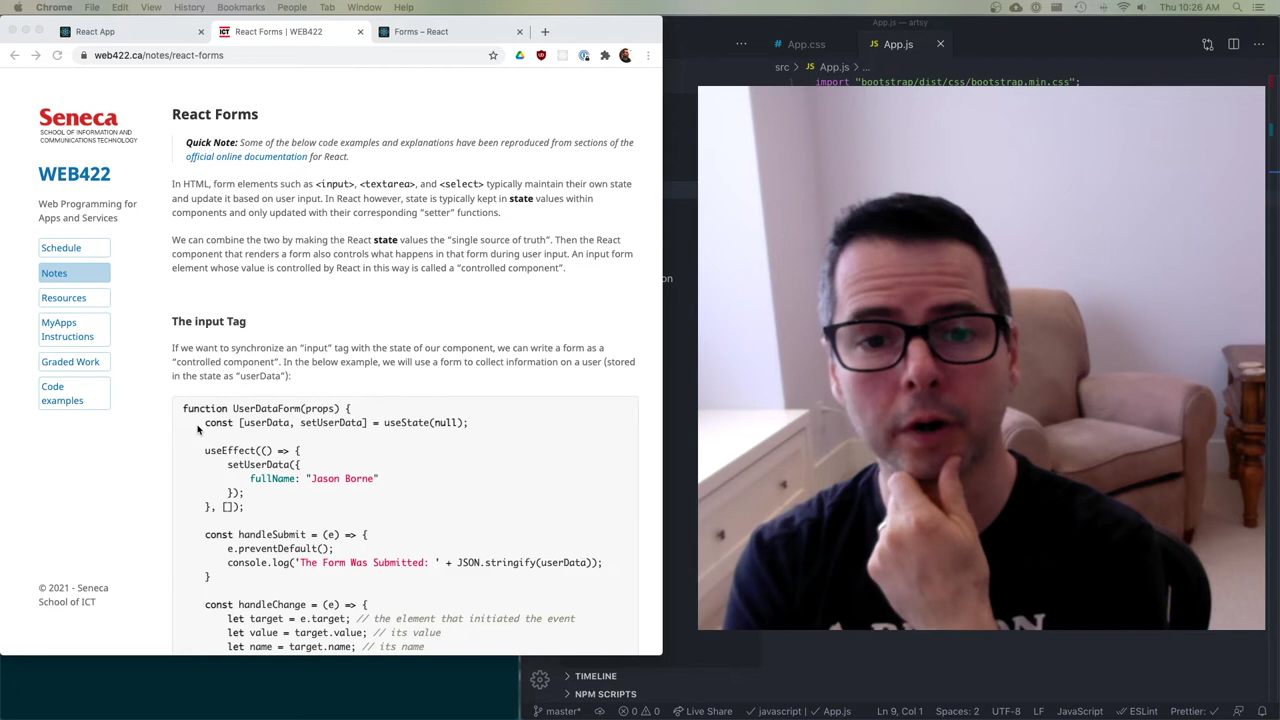 Chrome File Edit View History Bookmarks People Tab Window Help Thu 10:26 AM
App.js — artsy
React App
React Forms | WEB422
Forms – React
web422.ca/notes/react-forms
App.css
App.js
src > App.js > ...
import "bootstrap/dist/css/bootstrap.min.css";
Seneca
SCHOOL OF INFORMATION AND
COMMUNICATIONS TECHNOLOGY
WEB422
Web Programming for
Apps and Services
Schedule
Notes
Resources
MyApps
Instructions
Graded Work
Code
examples
© 2021 - Seneca
School of ICT
React Forms
Quick Note: Some of the below code examples and explanations have been reproduced from sections of the
official online documentation for React.
In HTML, form elements such as <input>, <textarea>, and <select> typically maintain their own state
and update it based on user input. In React however, state is typically kept in state values within
components and only updated with their corresponding “setter” functions.
We can combine the two by making the React state values the “single source of truth”. Then the React
component that renders a form also controls what happens in that form during user input. An input form
element whose value is controlled by React in this way is called a “controlled component”.
The input Tag
If we want to synchronize an “input” tag with the state of our component, we can write a form as a
“controlled component”. In the below example, we will use a form to collect information on a user (stored
in the state as “userData”):
function UserDataForm(props) {
const [userData, setUserData] = useState(null);
useEffect(() => {
setUserData({
fullName: "Jason Borne"
});
}, []);
const handleSubmit = (e) => {
e.preventDefault();
console.log('The Form Was Submitted: ' + JSON.stringify(userData));
}
const handleChange = (e) => {
let target = e.target; // the element that initiated the event
let value = target.value; // its value
let name = target.name; // its name
on
TIMELINE
NPM SCRIPTS
master* 0 0 Live Share javascript App.js Ln 9, Col 1 Spaces: 2 UTF-8 LF JavaScript ESLint Prettier: